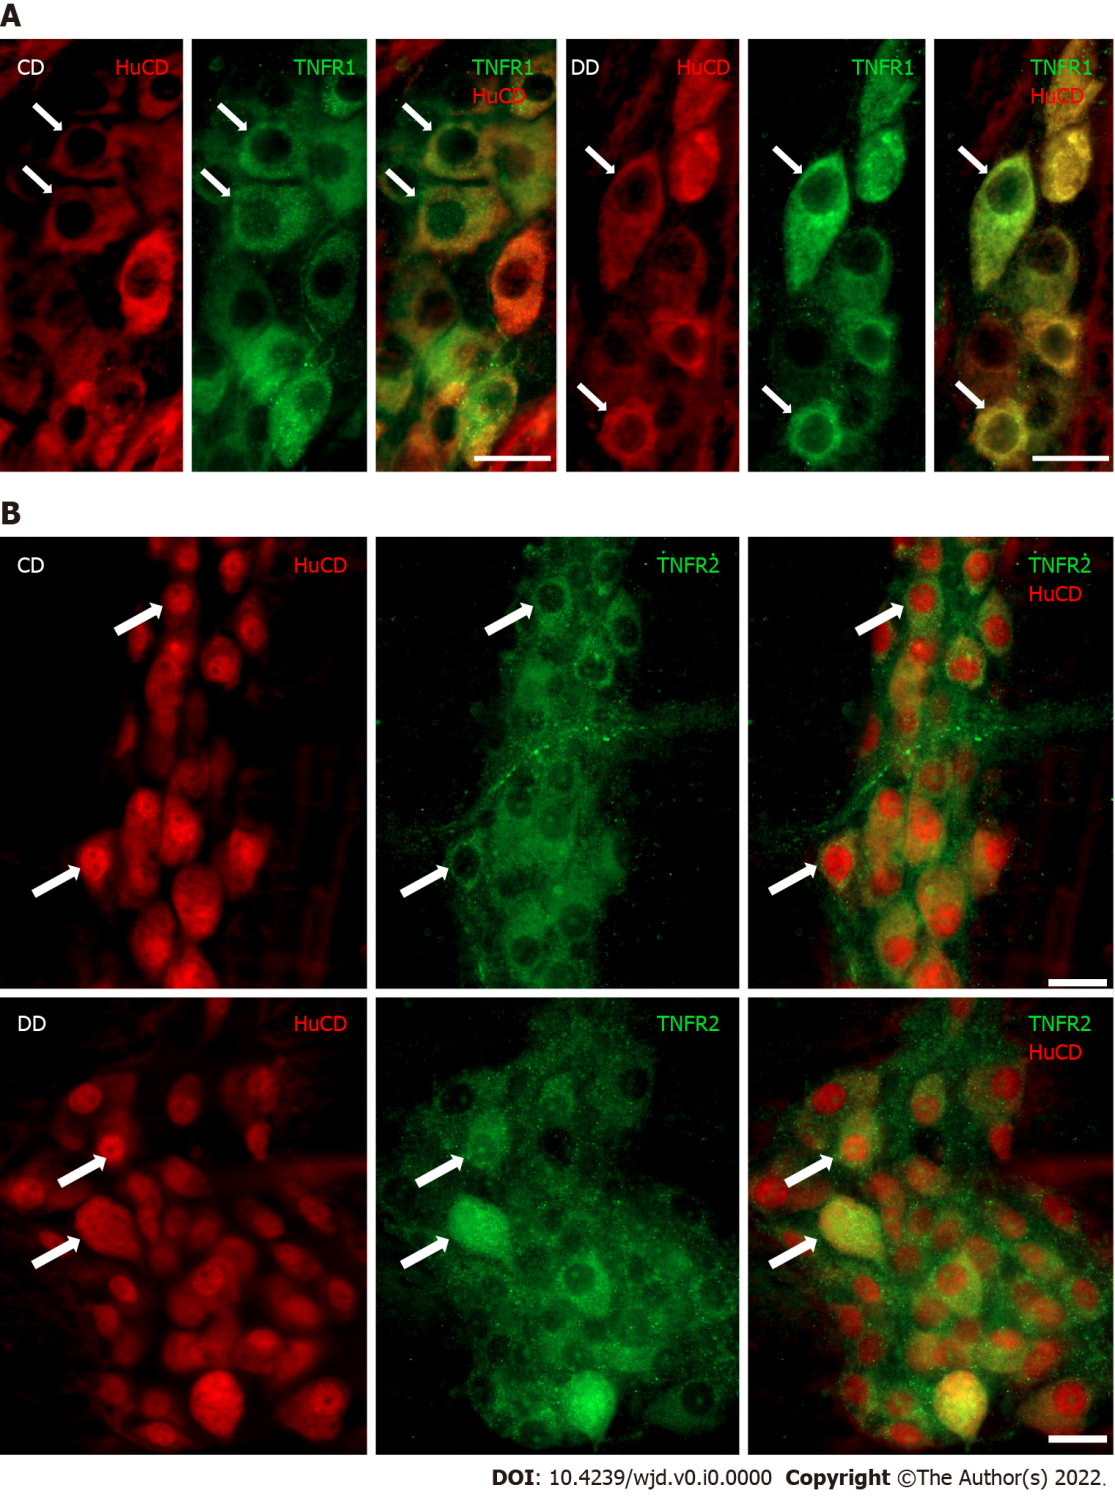 A
CD HuCD TNFR1 TNFR1 DD HuCD TNFR1 TNFR1
HuCD HuCD
B
CD HuCD TNFR2 TNFR2
HuCD
DD HuCD TNFR2 TNFR2
HuCD
DOI: 10.4239/wjd.v0.i0.0000 Copyright ©The Author(s) 2022.